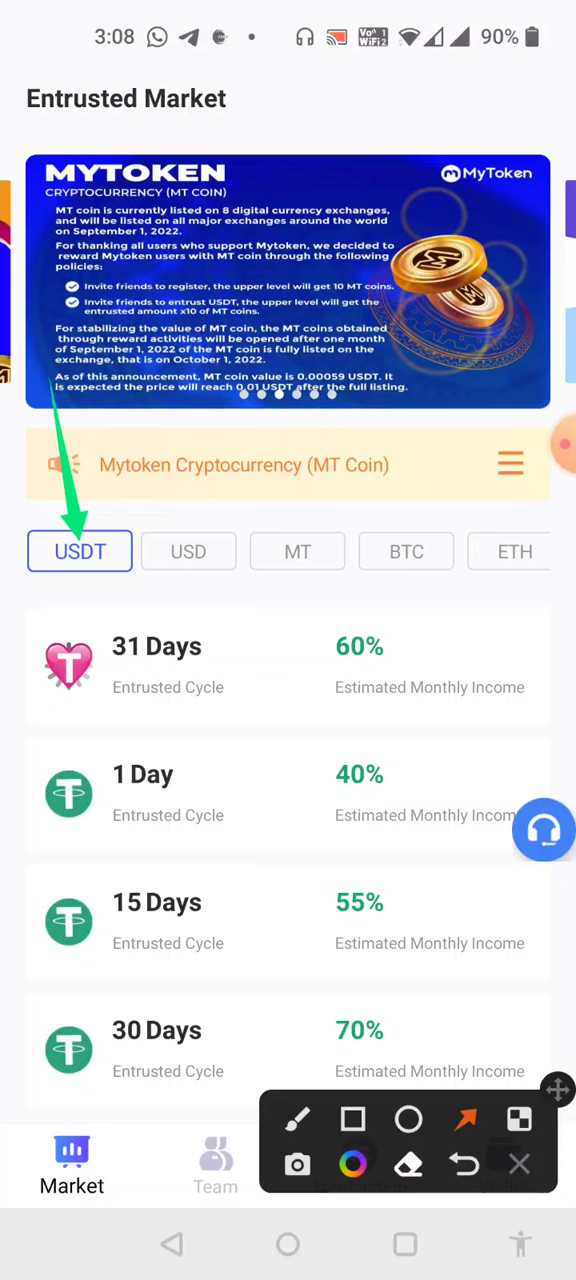 3:08
Vo 1
WiFi2
90%
Entrusted Market
MYTOKEN
MyToken
CRYPTOCURRENCY (MT COIN)
MT coin is currently listed on 8 digital currency exchanges,
and will be listed on all major exchanges around the world
on September 1, 2022.
For thanking all users who support Mytoken, we decided to
reward Mytoken users with MT coin through the following
policies:
Invite friends to register, the upper level will get 10 MT coins.
Invite friends to entrust USDT, the upper level will get the
entrusted amount x10 of MT coins.
For stabilizing the value of MT coin, the MT coins obtained
through reward activities will be opened after one month
of September 1, 2022 of the MT coin is fully listed on the
exchange, that is on October 1, 2022.
As of this announcement, MT coin value is 0.00059 USDT. It
is expected the price will reach 0.01 USDT after the full listing.
Mytoken Cryptocurrency (MT Coin)
USDT USD MT BTC ETH
31 Days 60%
Entrusted Cycle Estimated Monthly Income
1 Day 40%
Entrusted Cycle Estimated Monthly Incom
15 Days 55%
Entrusted Cycle Estimated Monthly Income
30 Days 70%
Entrusted Cycle Estimated Monthly Income
Market Team